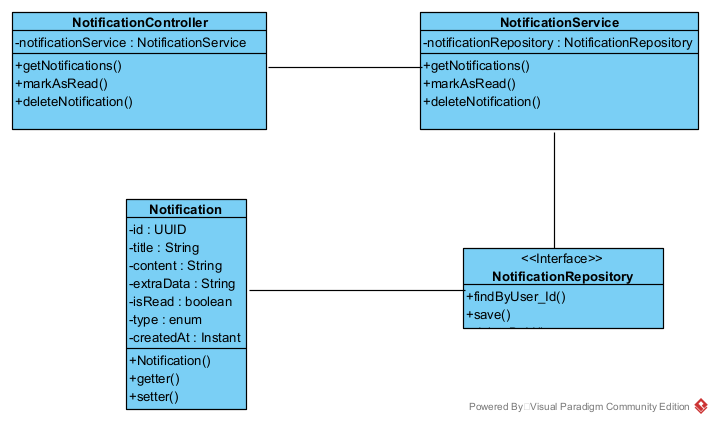 NotificationController
-notificationService : NotificationService
+getNotifications()
+markAsRead()
+deleteNotification()
NotificationService
-notificationRepository : NotificationRepository
+getNotifications()
+markAsRead()
+deleteNotification()
Notification
-id : UUID
-title : String
-content : String
-extraData : String
-isRead : boolean
-type : enum
-createdAt : Instant
+Notification()
+getter()
+setter()
<<Interface>>
NotificationRepository
+findByUser_Id()
+save()
Powered By Visual Paradigm Community Edition